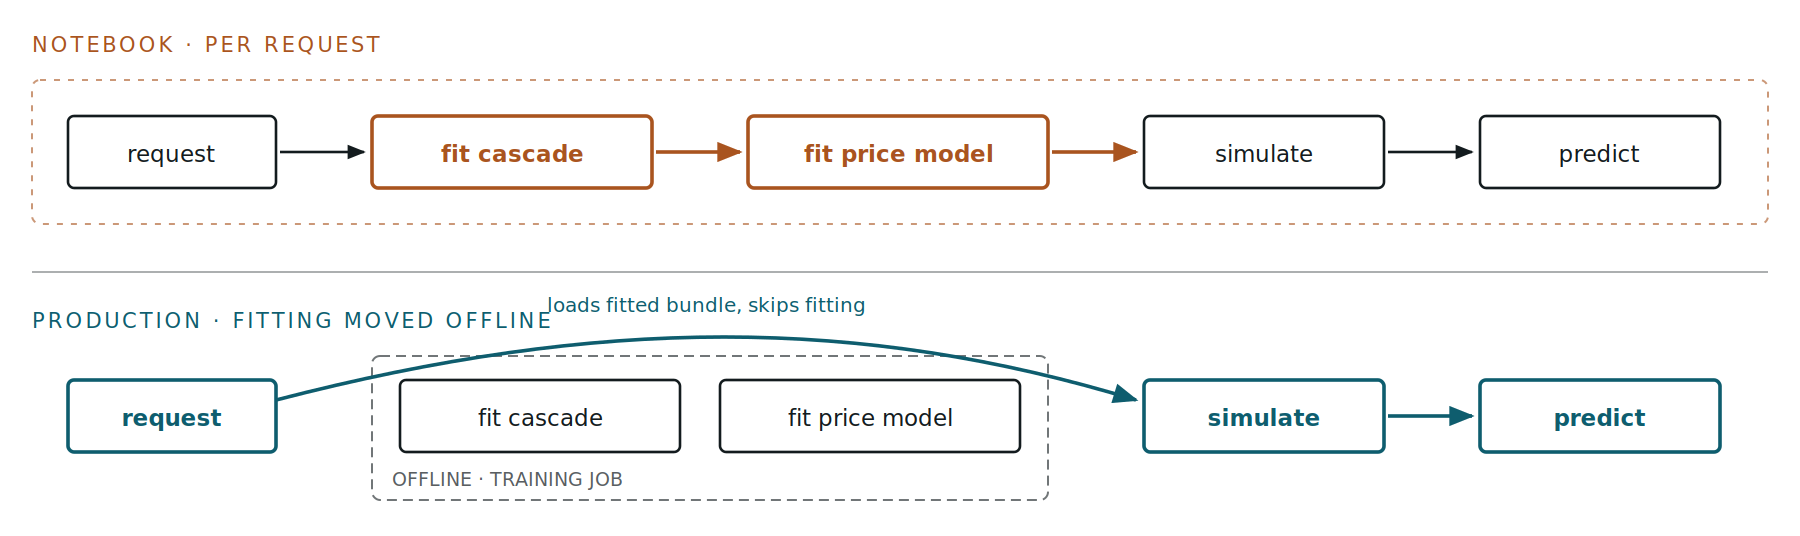 NOTEBOOK · PER REQUEST
request
fit cascade
fit price model
simulate
predict
loads fitted bundle, skips fitting
PRODUCTION · FITTING MOVED OFFLINE
request
fit cascade
fit price model
simulate
predict
OFFLINE · TRAINING JOB